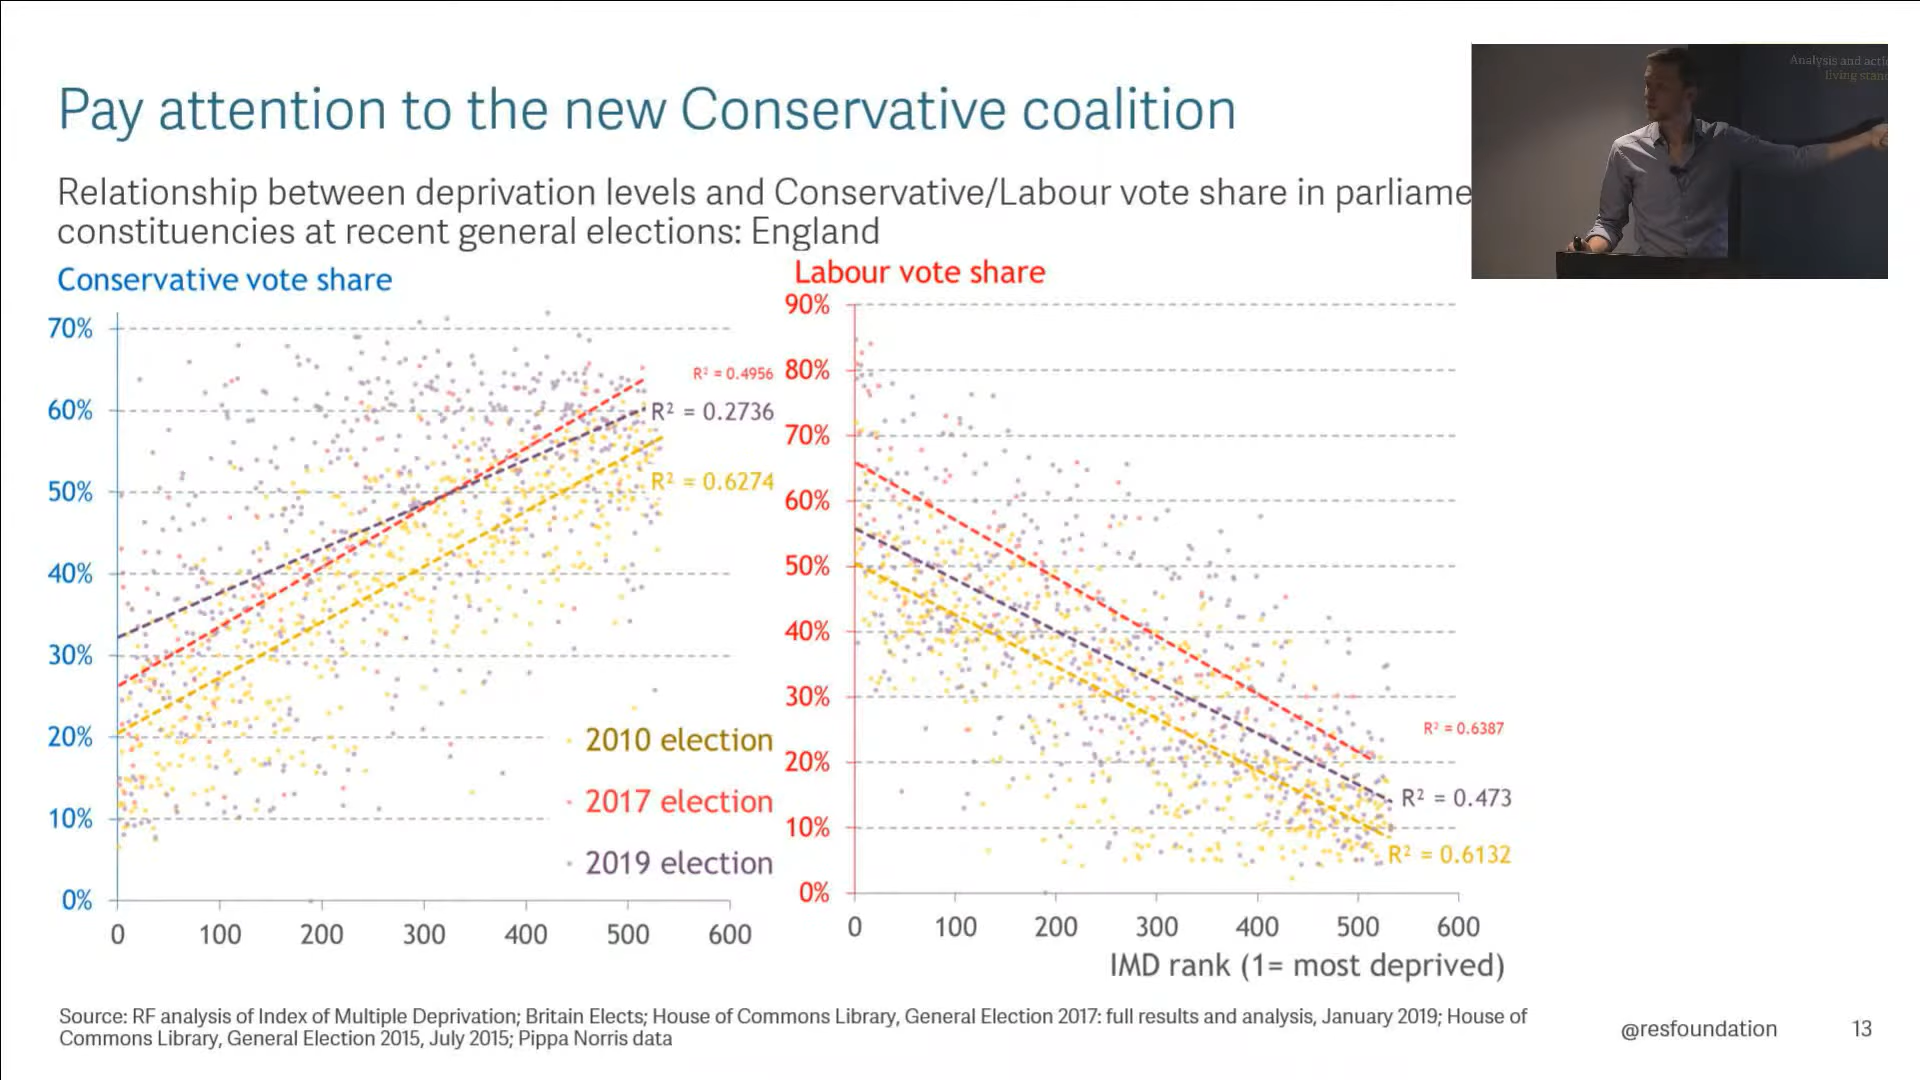 Pay attention to the new Conservative coalition
Analysis and acti
living stan
Relationship between deprivation levels and Conservative/Labour vote share in parliame
constituencies at recent general elections: England
Conservative vote share
70%
60%
50%
40%
30%
20%
10%
0%
0 100 200 300 400 500 600
R² = 0.4956
R² = 0.2736
R² = 0.6274
2010 election
2017 election
2019 election
Labour vote share
90%
80%
70%
60%
50%
40%
30%
20%
10%
0%
0 100 200 300 400 500 600
R² = 0.6387
R² = 0.473
R² = 0.6132
IMD rank (1= most deprived)
Source: RF analysis of Index of Multiple Deprivation; Britain Elects; House of Commons Library, General Election 2017: full results and analysis, January 2019; House of
Commons Library, General Election 2015, July 2015; Pippa Norris data
@resfoundation
13